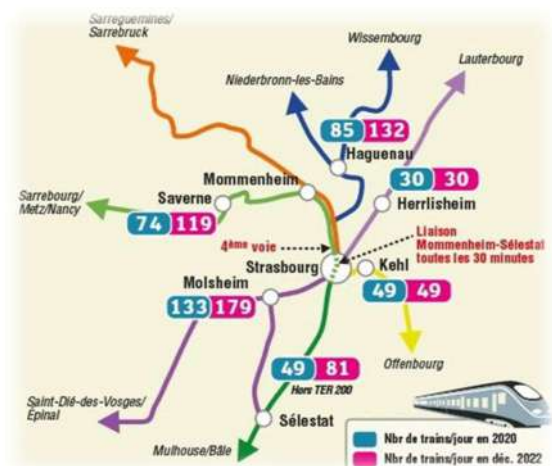 Sarreguemines/
Sarrebruck
Wissembourg
Lauterbourg
Niederbronn-les-Bains
85 132
Haguenau
Mommenheim
30 30
Sarrebourg/
Metz/Nancy
Saverne
Herrlisheim
74 119
4ème voie
Liaison
Mommenheim-Sélestat
toutes les 30 minutes
Strasbourg
Kehl
Molsheim
49 49
133 179
49 81
Hors TER 200
Offenbourg
Saint-Dié-des-Vosges/
Épinal
Sélestat
Mulhouse/Bâle
Nbr de trains/jour en 2020
Nbr de trains/jour en déc. 2022